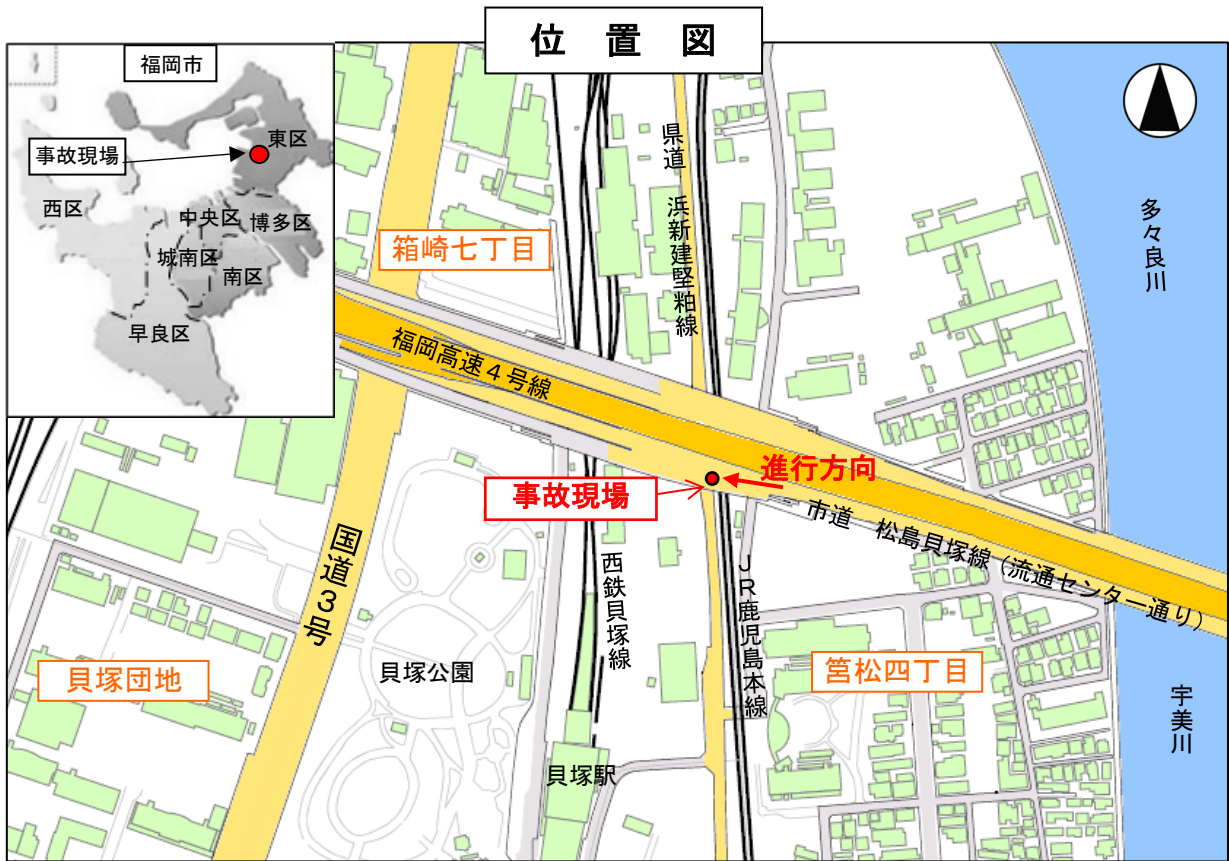 位 置 図
福岡市
事故現場
東区
西区
中央区
博多区
城南区
南区
早良区
箱崎七丁目
県道 浜新建堅粕線
多々良川
福岡高速4号線
進行方向
事故現場
市道 松島貝塚線(流通センター通り)
国道3号
西鉄貝塚線
JR鹿児島本線
貝塚団地
貝塚公園
筥松四丁目
宇美川
貝塚駅